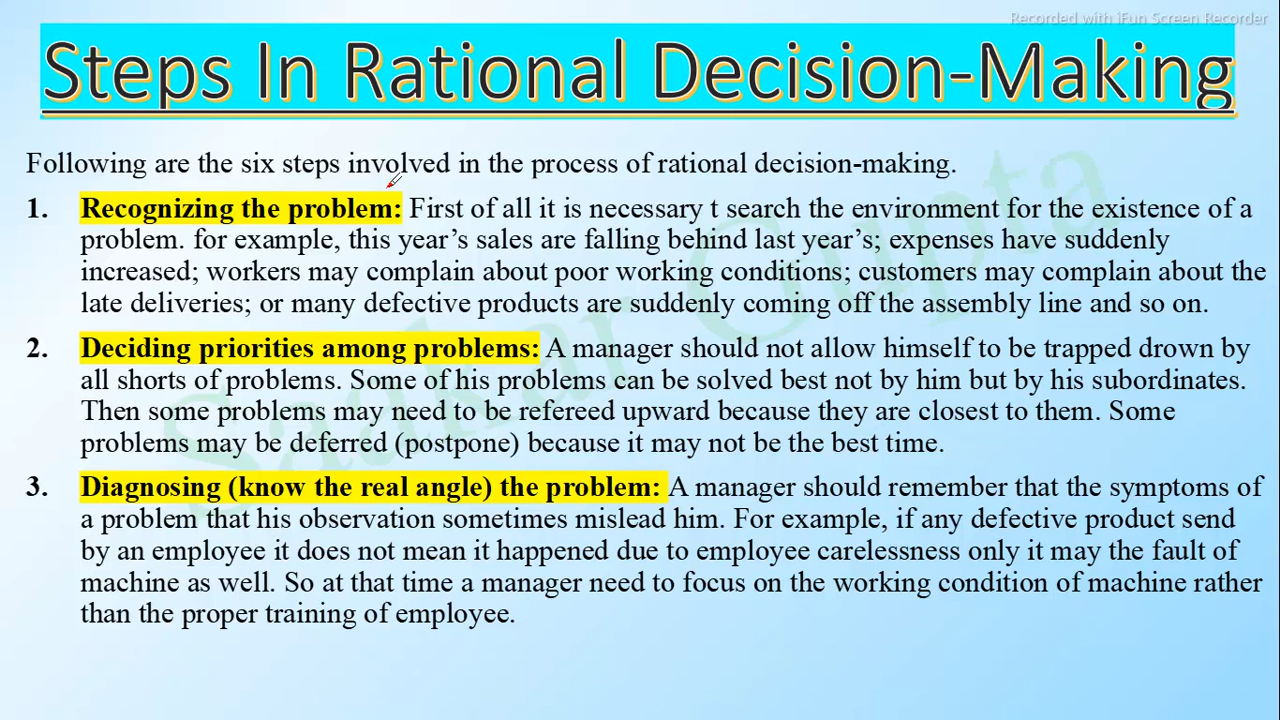 Recorded with iFun Screen Recorder
Steps In Rational Decision-Making
Following are the six steps involved in the process of rational decision-making.
1. Recognizing the problem: First of all it is necessary t search the environment for the existence of a
problem. for example, this year’s sales are falling behind last year’s; expenses have suddenly
increased; workers may complain about poor working conditions; customers may complain about the
late deliveries; or many defective products are suddenly coming off the assembly line and so on.
2. Deciding priorities among problems: A manager should not allow himself to be trapped drown by
all shorts of problems. Some of his problems can be solved best not by him but by his subordinates.
Then some problems may need to be refereed upward because they are closest to them. Some
problems may be deferred (postpone) because it may not be the best time.
3. Diagnosing (know the real angle) the problem: A manager should remember that the symptoms of
a problem that his observation sometimes mislead him. For example, if any defective product send
by an employee it does not mean it happened due to employee carelessness only it may the fault of
machine as well. So at that time a manager need to focus on the working condition of machine rather
than the proper training of employee.
Saakar Gupta